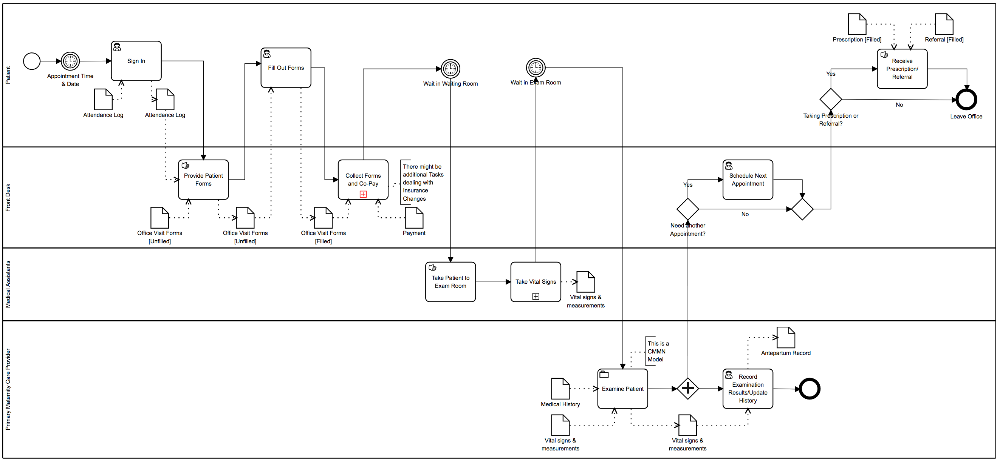 Patient
Appointment Time
& Date
Sign In
Attendance Log
Attendance Log
Fill Out Forms
Wait in Waiting Room
Wait in Exam Room
Prescription [Filled]
Referral [Filled]
Receive
Prescription/
Referral
Yes
No
Taking Prescription or
Referral?
Leave Office
Front Desk
Provide Patient
Forms
Office Visit Forms
[Unfilled]
Office Visit Forms
[Unfilled]
Office Visit Forms
[Filled]
Collect Forms
and Co-Pay
There might be
additional Tasks
dealing with
Insurance
Changes
Payment
Yes
Schedule Next
Appointment
No
Need another
Appointment?
Medical Assistants
Take Patient to
Exam Room
Take Vital Signs
Vital signs &
measurements
Primary Maternity Care Provider
This is a
CMMN
Model
Medical History
Examine Patient
Vital signs &
measurements
Vital signs &
measurements
Record
Examination
Results/Update
History
Antepartum Record